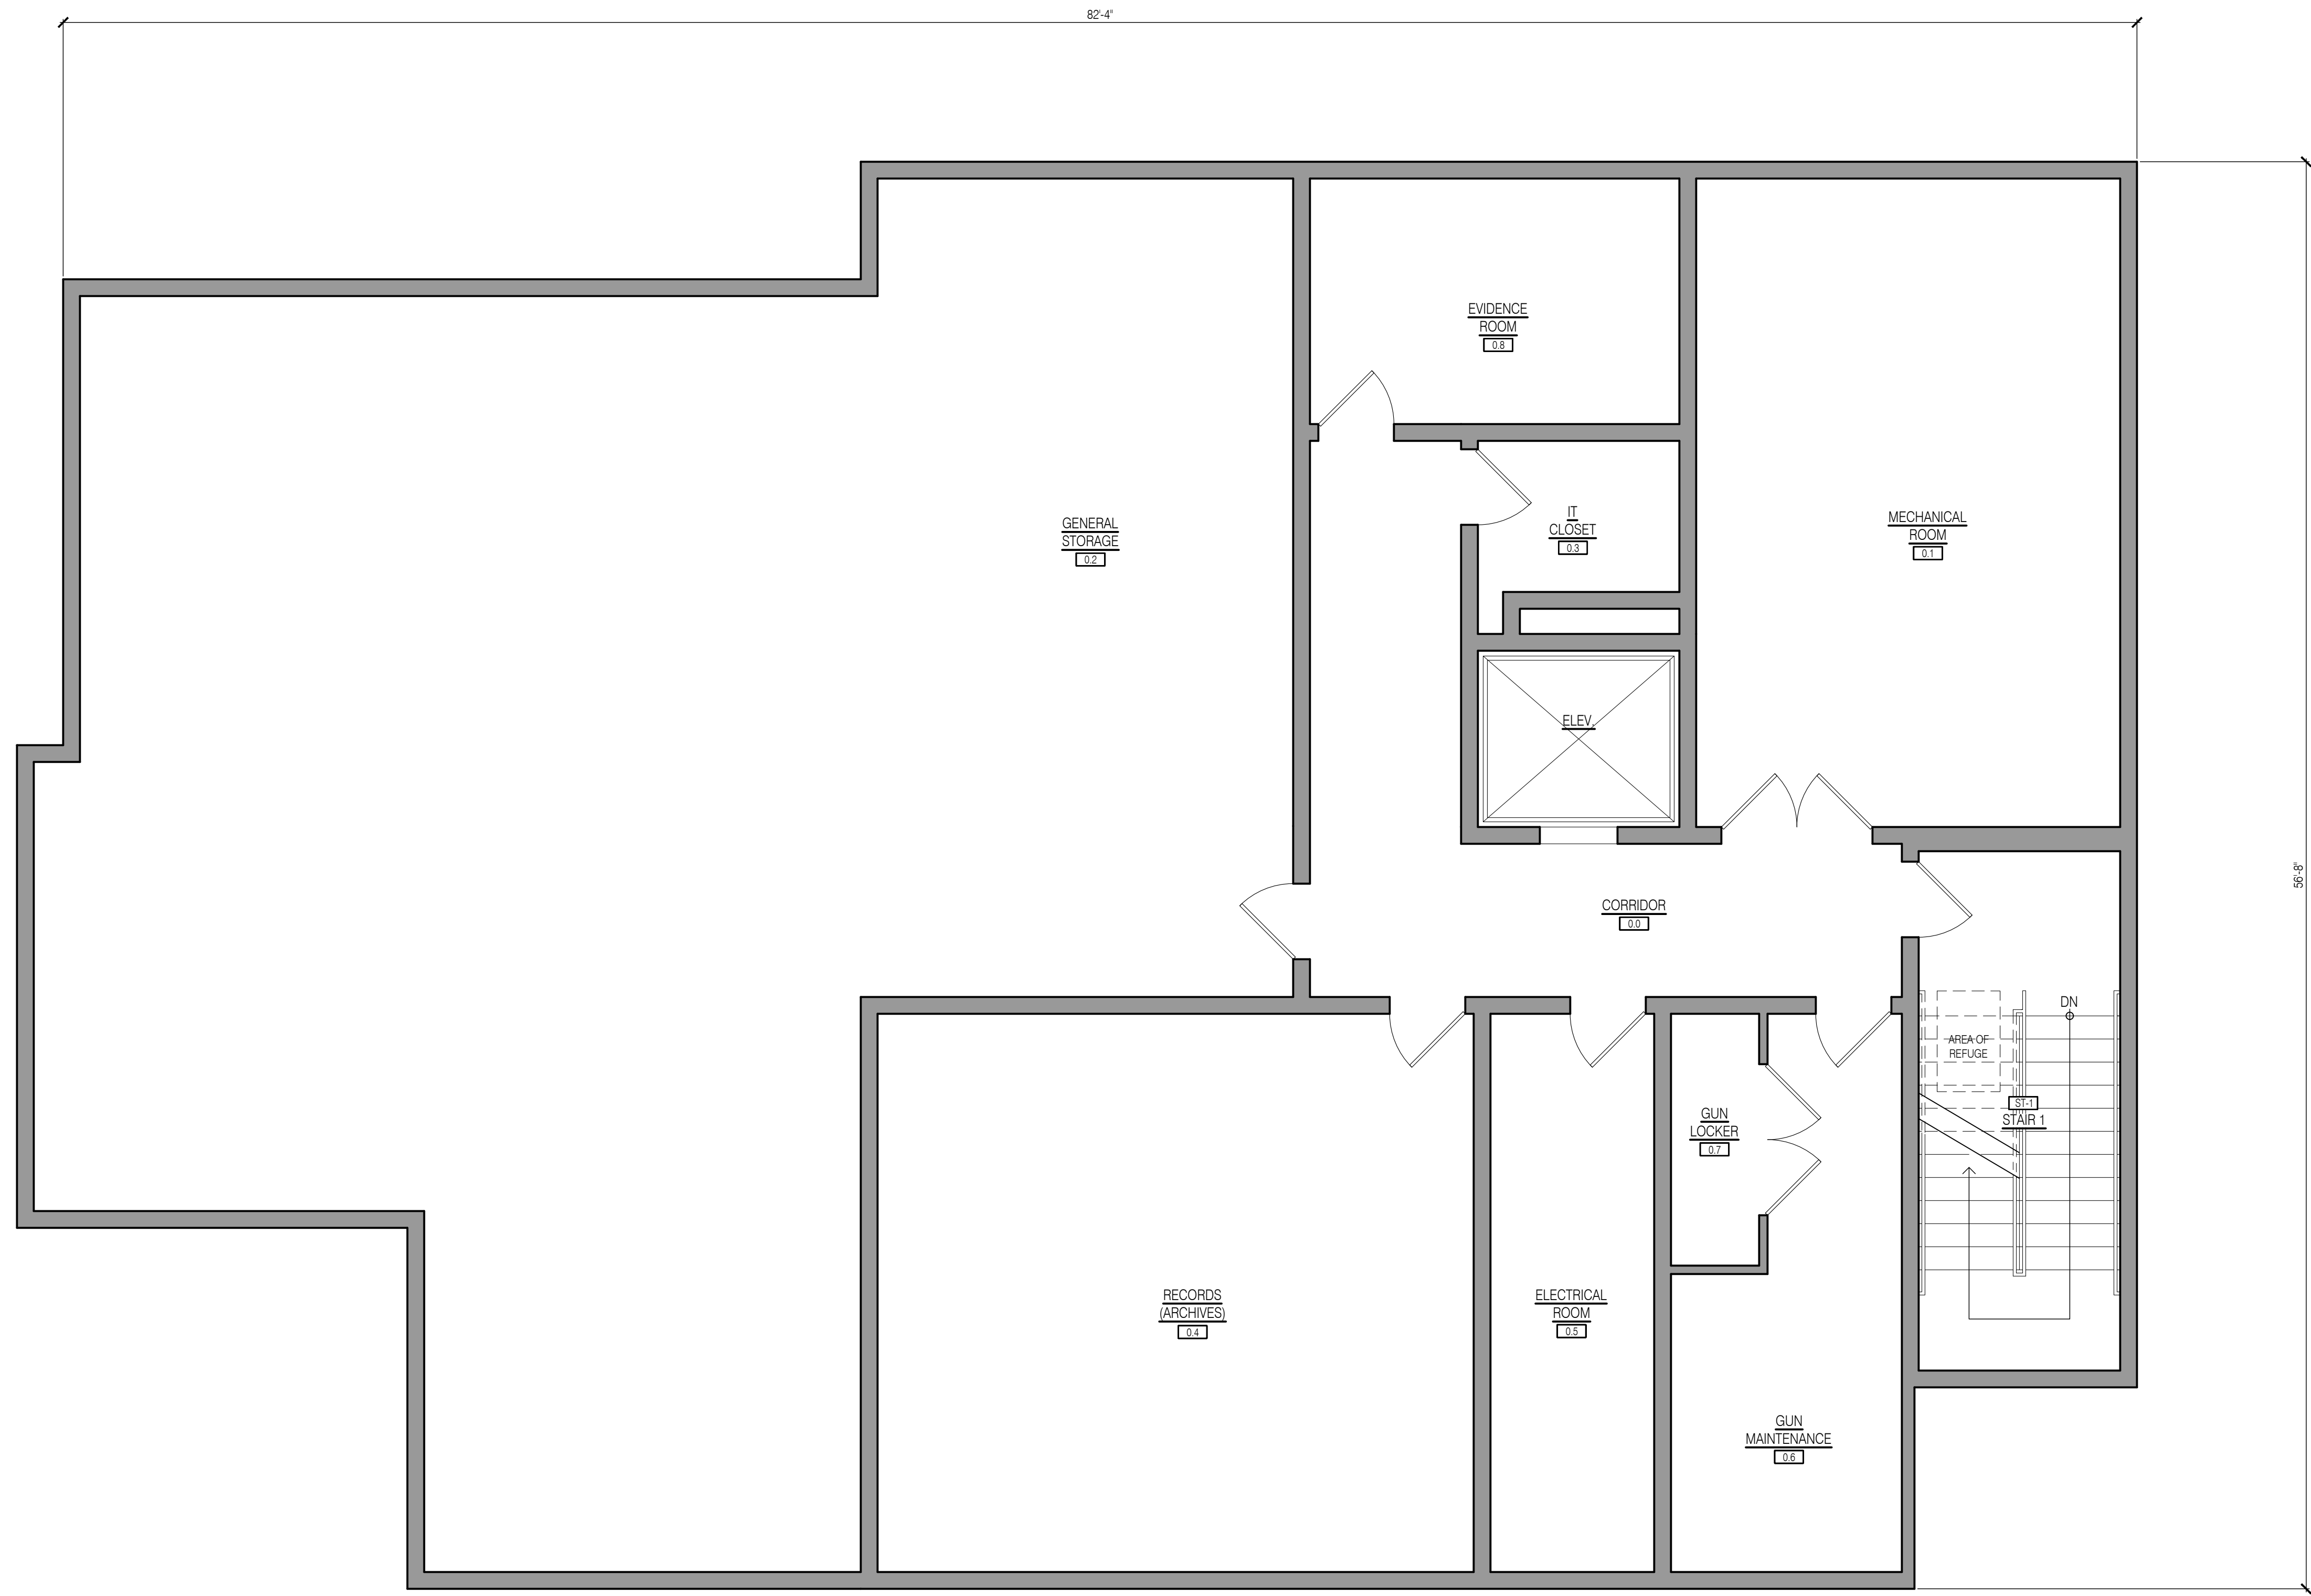 82'-4"
EVIDENCE
ROOM
0.8
GENERAL
STORAGE
0.2
IT
CLOSET
0.3
MECHANICAL
ROOM
0.1
ELEV.
56'-8"
CORRIDOR
0.0
DN
AREA OF
REFUGE
ST-1
STAIR 1
GUN
LOCKER
0.7
RECORDS
(ARCHIVES)
0.4
ELECTRICAL
ROOM
0.5
GUN
MAINTENANCE
0.6